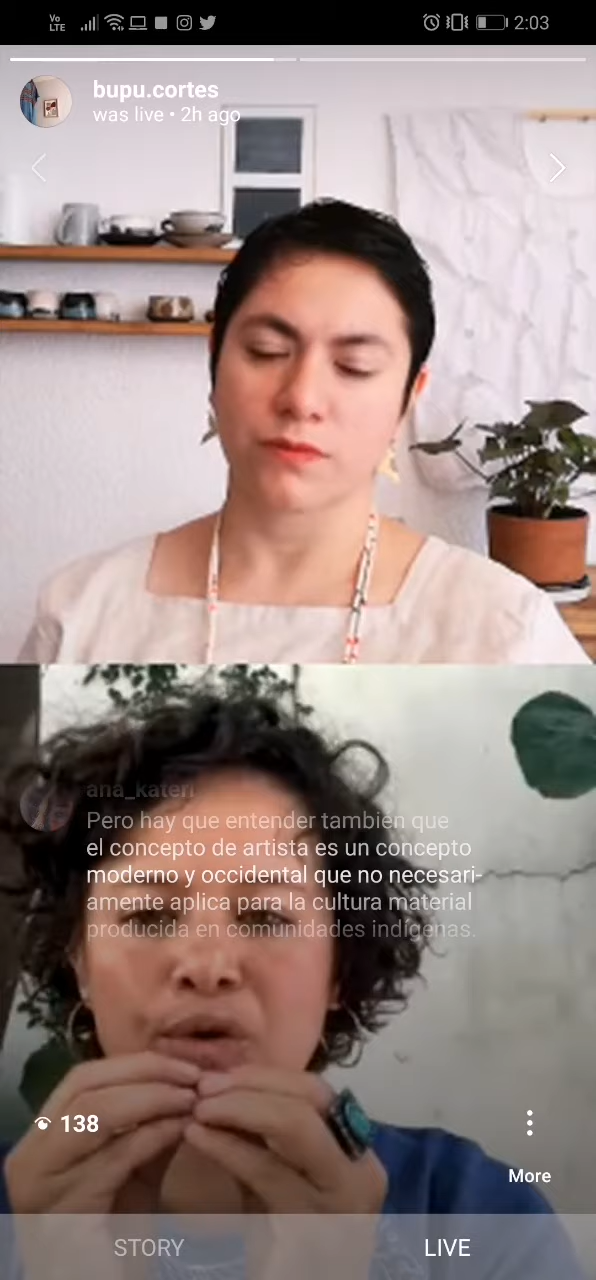 Vo
LTE
2:03
bupu.cortes
was live • 2h ago
ana_kateri
Pero hay que entender también que
el concepto de artista es un concepto
moderno y occidental que no necesari-
amente aplica para la cultura material
producida en comunidades indígenas.
138
More
STORY
LIVE